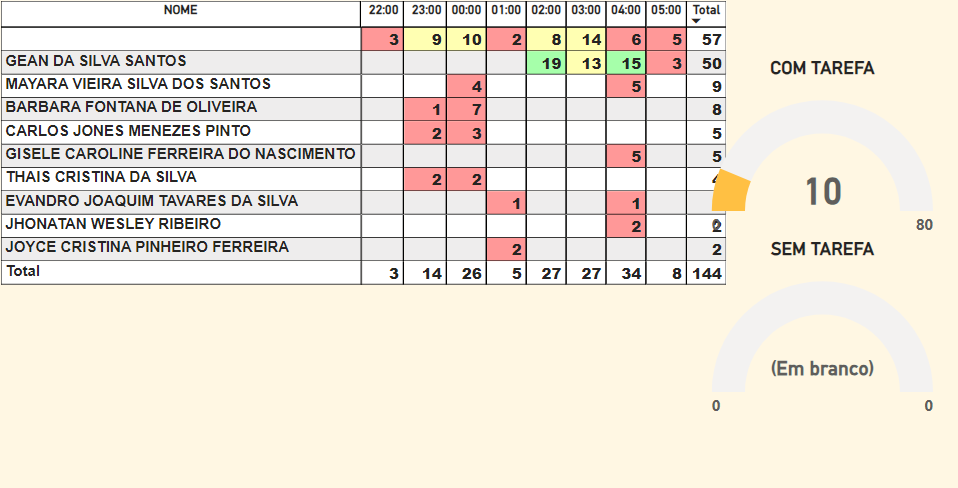 NOME 22:00 23:00 00:00 01:00 02:00 03:00 04:00 05:00 Total
3 9 10 2 8 14 6 5 57
GEAN DA SILVA SANTOS 19 13 15 3 50
MAYARA VIEIRA SILVA DOS SANTOS 4 5 9
BARBARA FONTANA DE OLIVEIRA 1 7 8
CARLOS JONES MENEZES PINTO 2 3 5
GISELE CAROLINE FERREIRA DO NASCIMENTO 5 5
THAIS CRISTINA DA SILVA 2 2 4
EVANDRO JOAQUIM TAVARES DA SILVA 1 1
JHONATAN WESLEY RIBEIRO 2 2
JOYCE CRISTINA PINHEIRO FERREIRA 2 2
Total 3 14 26 5 27 27 34 8 144
COM TAREFA
10
0 80
SEM TAREFA
(Em branco)
0 0